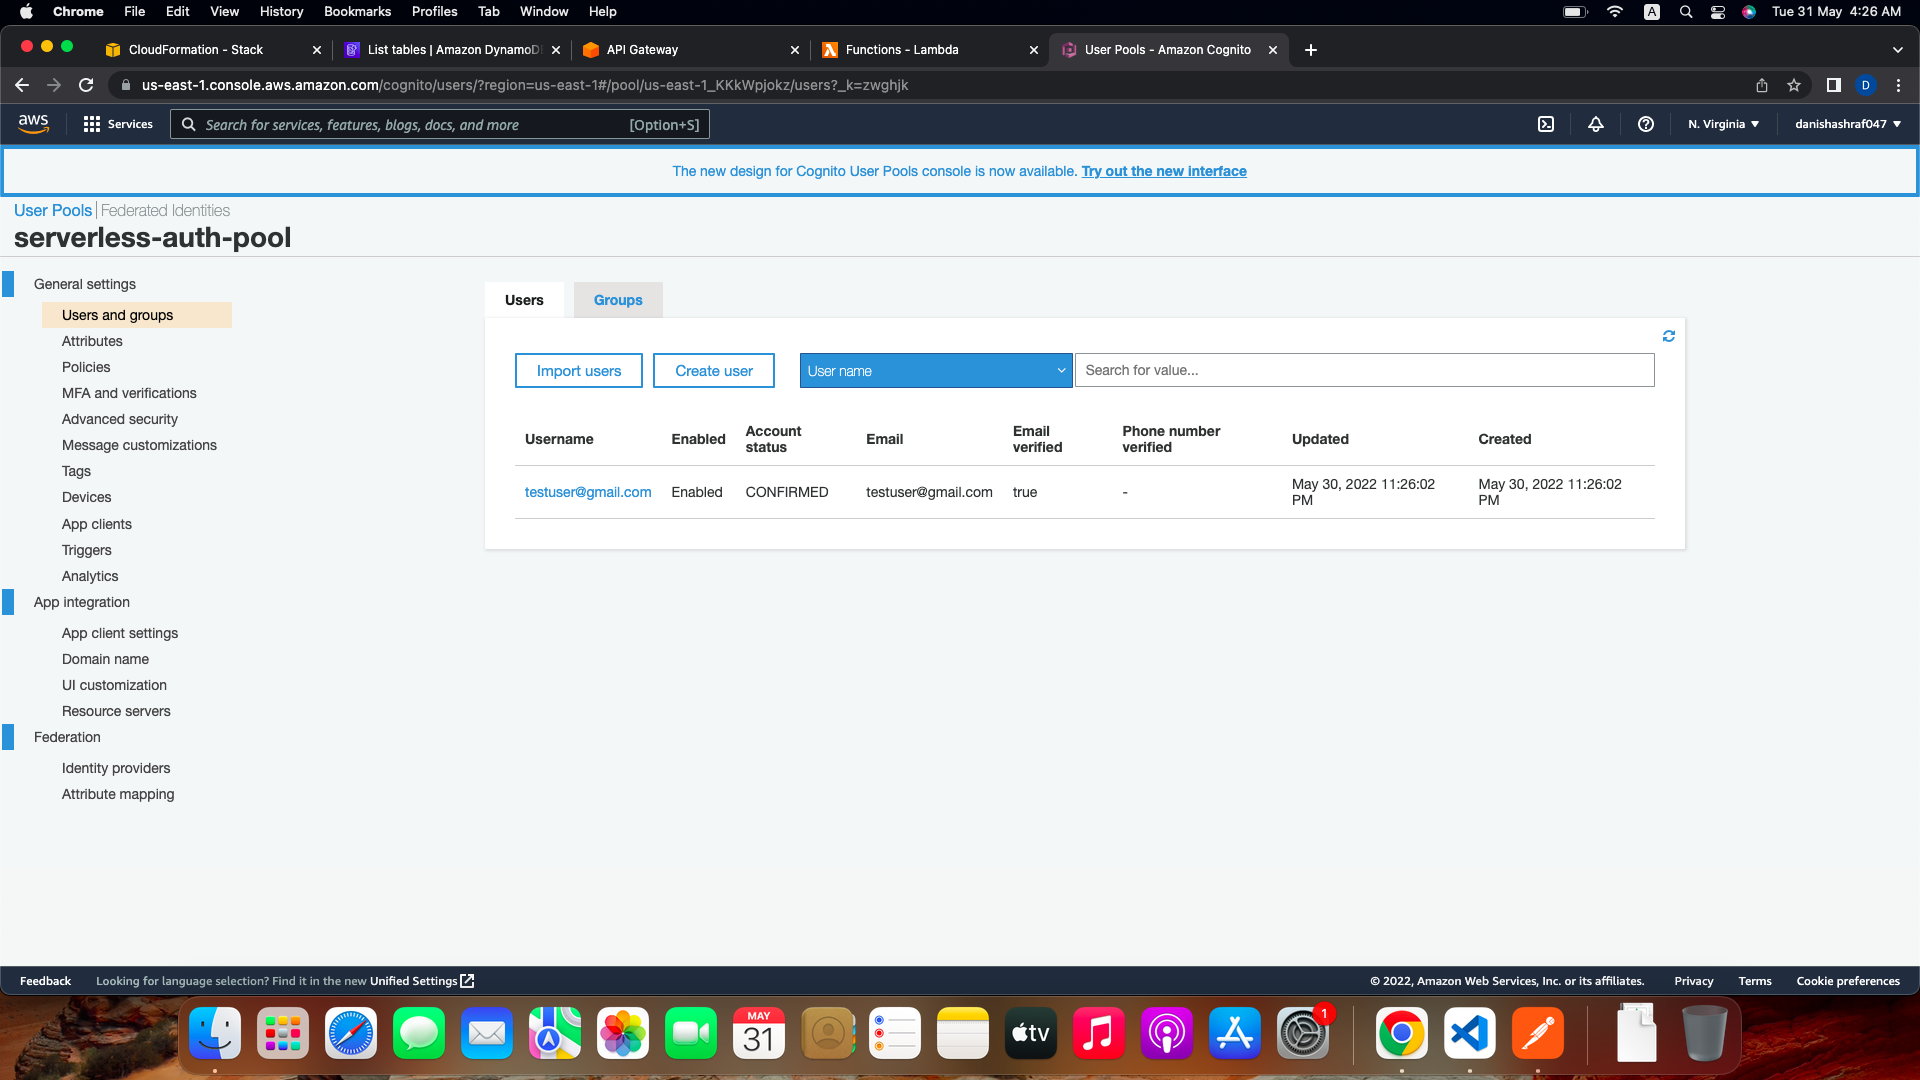 Chrome File Edit View History Bookmarks Profiles Tab Window Help A Tue 31 May 4:26 AM
CloudFormation - Stack List tables | Amazon DynamoD API Gateway Functions - Lambda User Pools - Amazon Cognito
us-east-1.console.aws.amazon.com/cognito/users/?region=us-east-1#/pool/us-east-1_KKkWpjokz/users?_k=zwghjk D
aws Services Search for services, features, blogs, docs, and more [Option+S] N. Virginia danishashraf047
The new design for Cognito User Pools console is now available. Try out the new interface
User Pools Federated Identities
serverless-auth-pool
General settings
Users and groups
Attributes
Policies
MFA and verifications
Advanced security
Message customizations
Tags
Devices
App clients
Triggers
Analytics
App integration
App client settings
Domain name
UI customization
Resource servers
Federation
Identity providers
Attribute mapping
Users Groups
Import users Create user User name Search for value...
Username Enabled Account status Email Email verified Phone number verified Updated Created
testuser@gmail.com Enabled CONFIRMED testuser@gmail.com true - May 30, 2022 11:26:02 PM May 30, 2022 11:26:02 PM
Feedback Looking for language selection? Find it in the new Unified Settings © 2022, Amazon Web Services, Inc. or its affiliates. Privacy Terms Cookie preferences
MAY
31
tv
1